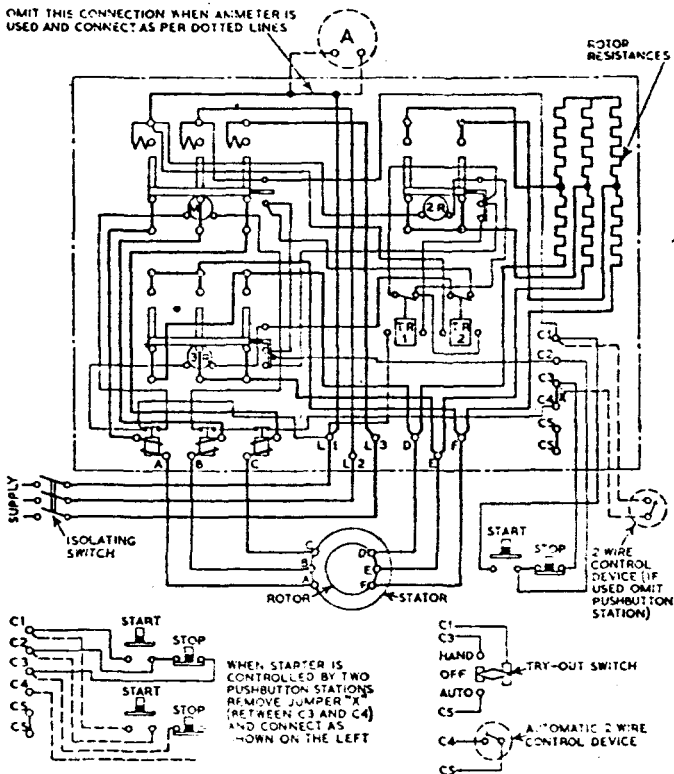 OMIT THIS CONNECTION WHEN AMMETER IS
USED AND CONNECT AS PER DOTTED LINES
A
ROTOR
RESISTANCES
2R
TR
1
TR
2
C1
C2
C3
C4
X
C5
C5
A
B
C
L1
L2
L3
D
E
F
SUPPLY
ISOLATING
SWITCH
START
STOP
2 WIRE
CONTROL
DEVICE (IF
USED OMIT
PUSHBUTTON
STATION)
C
B
A
D
E
F
ROTOR
STATOR
C1
C2
C3
C4
C5
C5
START
STOP
START
STOP
WHEN STARTER IS
CONTROLLED BY TWO
PUSHBUTTON STATIONS
REMOVE JUMPER "X"
(BETWEEN C3 AND C4)
AND CONNECT AS
SHOWN ON THE LEFT
C1
C3
HAND
OFF
AUTO
C5
TRY-OUT SWITCH
C4
C5
AUTOMATIC 2 WIRE
CONTROL DEVICE